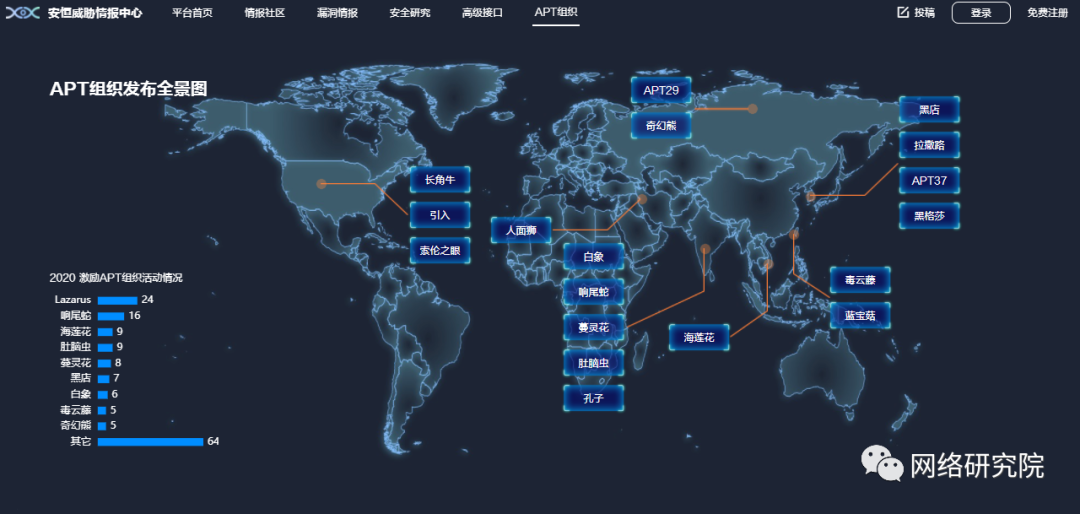 安恒威胁情报中心 平台首页 情报社区 漏洞情报 安全研究 高级接口 APT组织 投稿 登录 免费注册
APT组织发布全景图
APT29
奇幻熊
黑店
拉撒路
APT37
黑格莎
长角牛
引入
索伦之眼
人面狮
白象
响尾蛇
蔓灵花
肚脑虫
孔子
海莲花
毒云藤
蓝宝菇
2020 激励APT组织活动情况
Lazarus 24
响尾蛇 16
海莲花 9
肚脑虫 9
蔓灵花 8
黑店 7
白象 6
毒云藤 5
奇幻熊 5
其它 64
网络研究院